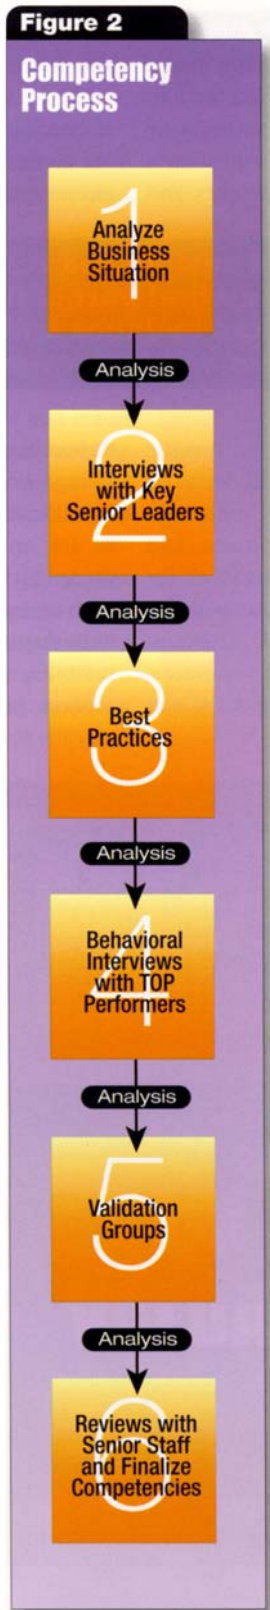 Figure 2
Competency
Process
1
Analyze
Business
Situation
Analysis
2
Interviews
with Key
Senior Leaders
Analysis
3
Best
Practices
Analysis
4
Behavioral
Interviews
with TOP
Performers
Analysis
5
Validation
Groups
Analysis
6
Reviews with
Senior Staff
and Finalize
Competencies